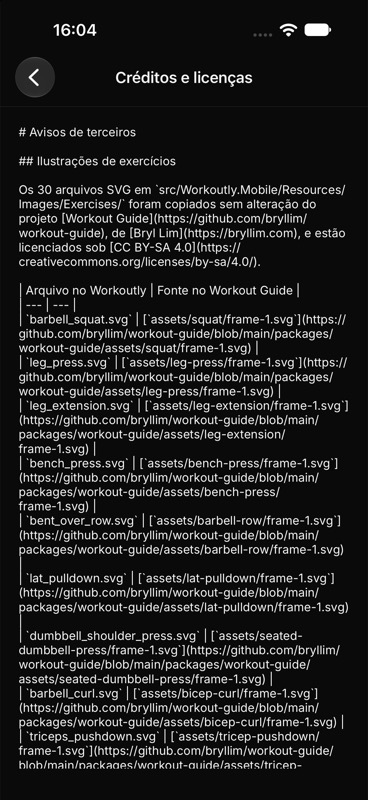 16:04
Créditos e licenças
# Avisos de terceiros
## Ilustrações de exercícios
Os 30 arquivos SVG em `src/Workoutly.Mobile/Resources/
Images/Exercises/` foram copiados sem alteração do
projeto [Workout Guide](https://github.com/bryllim/
workout-guide), de [Bryl Lim](https://bryllim.com), e estão
licenciados sob [CC BY-SA 4.0](https://
creativecommons.org/licenses/by-sa/4.0/).
| Arquivo no Workoutly | Fonte no Workout Guide |
| --- | --- |
| `barbell_squat.svg` | [`assets/squat/frame-1.svg`](https://
github.com/bryllim/workout-guide/blob/main/packages/
workout-guide/assets/squat/frame-1.svg) |
| `leg_press.svg` | [`assets/leg-press/frame-1.svg`](https://
github.com/bryllim/workout-guide/blob/main/packages/
workout-guide/assets/leg-press/frame-1.svg) |
| `leg_extension.svg` | [`assets/leg-extension/frame-1.svg`]
(https://github.com/bryllim/workout-guide/blob/main/
packages/workout-guide/assets/leg-extension/
frame-1.svg) |
| `bench_press.svg` | [`assets/bench-press/frame-1.svg`]
(https://github.com/bryllim/workout-guide/blob/main/
packages/workout-guide/assets/bench-press/
frame-1.svg) |
| `bent_over_row.svg` | [`assets/barbell-row/frame-1.svg`]
(https://github.com/bryllim/workout-guide/blob/main/
packages/workout-guide/assets/barbell-row/frame-1.svg)
|
| `lat_pulldown.svg` | [`assets/lat-pulldown/frame-1.svg`]
(https://github.com/bryllim/workout-guide/blob/main/
packages/workout-guide/assets/lat-pulldown/frame-1.svg)
|
| `dumbbell_shoulder_press.svg` | [`assets/seated-
dumbbell-press/frame-1.svg`](https://github.com/bryllim/
workout-guide/blob/main/packages/workout-guide/
assets/seated-dumbbell-press/frame-1.svg) |
| `barbell_curl.svg` | [`assets/bicep-curl/frame-1.svg`]
(https://github.com/bryllim/workout-guide/blob/main/
packages/workout-guide/assets/bicep-curl/frame-1.svg) |
| `triceps_pushdown.svg` | [`assets/tricep-pushdown/
frame-1.svg`](https://github.com/bryllim/workout-guide/
blob/main/packages/workout-guide/assets/tricep-